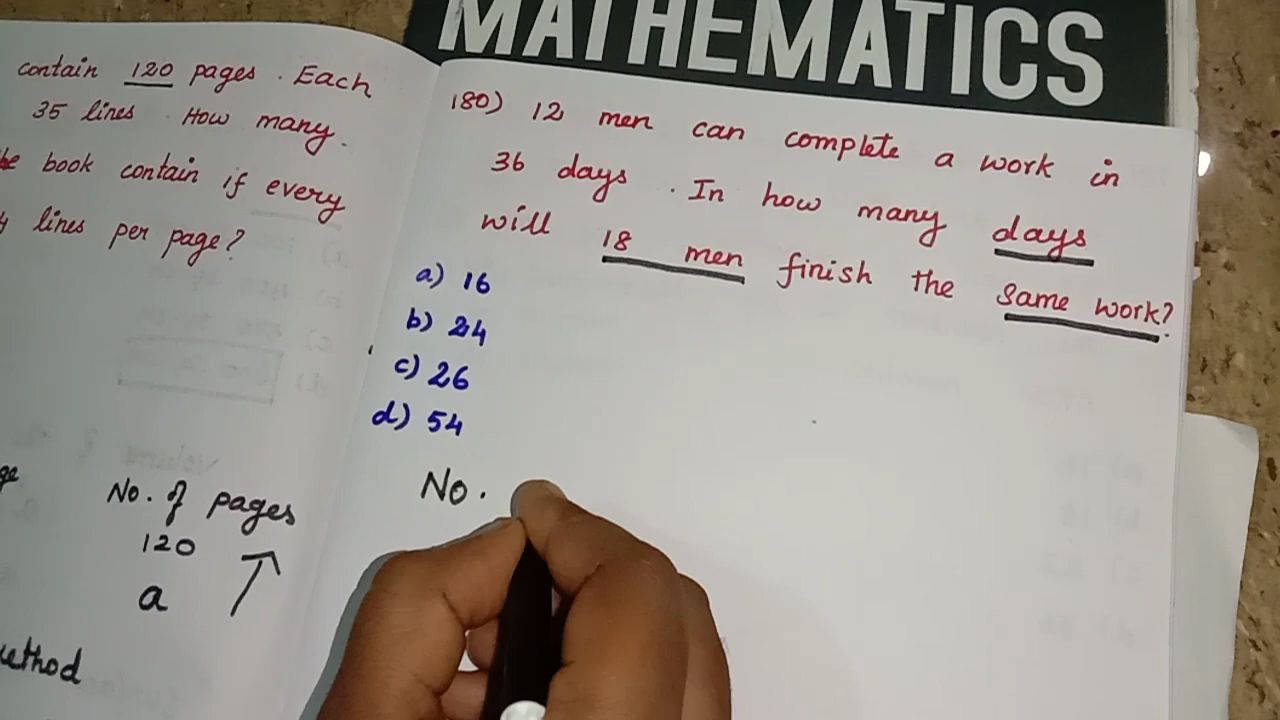 MATHEMATICS
contain 120 pages. Each
35 lines. How many
book contain if every
lines per page?
No. of pages
120
a
180) 12 men can complete a work in
36 days. In how many days
will 18 men finish the same work?
a) 16
b) 24
c) 26
d) 54
No.